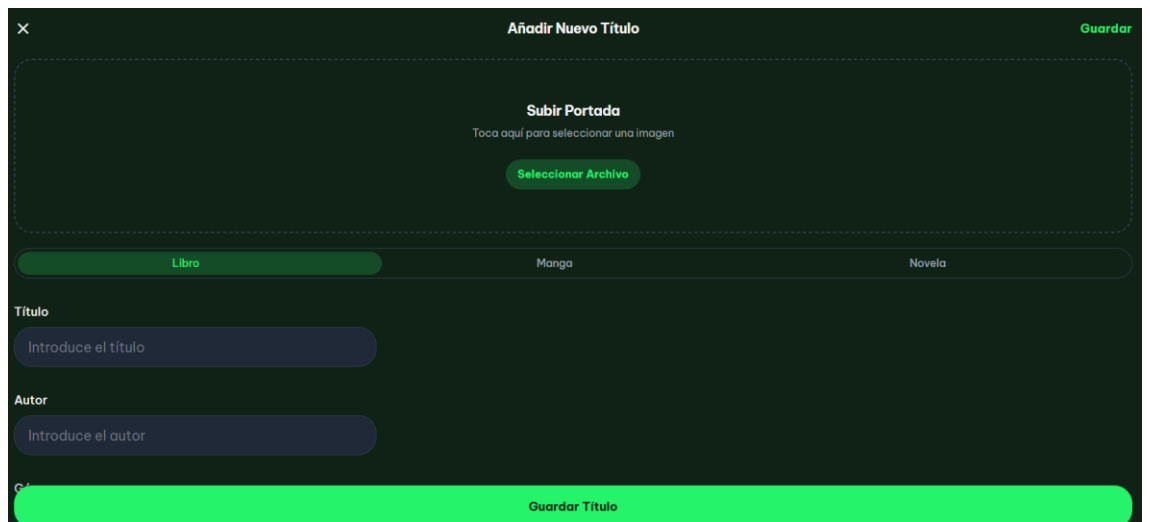 Añadir Nuevo Título
Guardar
Subir Portada
Toca aquí para seleccionar una imagen
Seleccionar Archivo
Libro
Manga
Novela
Título
Introduce el título
Autor
Introduce el autor
Guardar Título